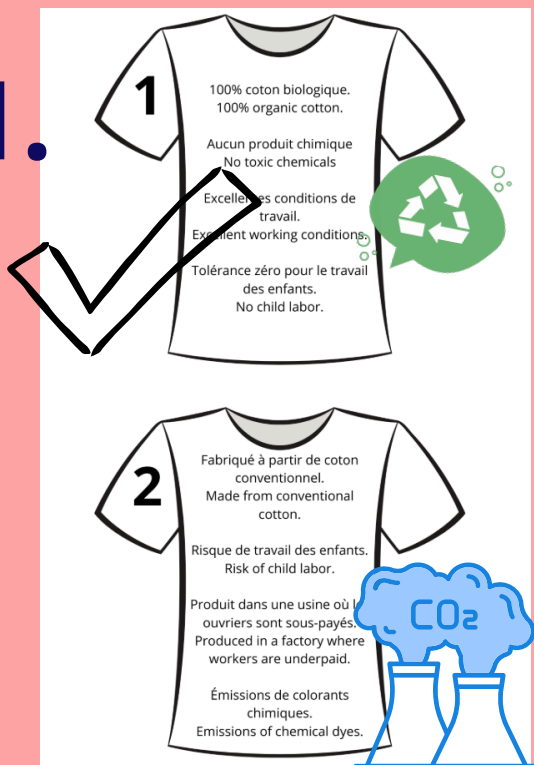 1
100% coton biologique.
100% organic cotton.
Aucun produit chimique
No toxic chemicals
Excellentes conditions de
travail.
Excellent working conditions.
Tolérance zéro pour le travail
des enfants.
No child labor.
2
Fabriqué à partir de coton
conventionnel.
Made from conventional
cotton.
Risque de travail des enfants.
Risk of child labor.
Produit dans une usine où les
ouvriers sont sous-payés.
Produced in a factory where
workers are underpaid.
Émissions de colorants
chimiques.
Emissions of chemical dyes.
CO2